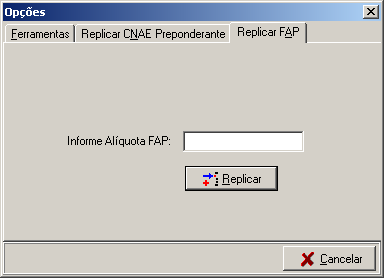 Opções
Ferramentas Replicar CNAE Preponderante Replicar FAP
Informe Alíquota FAP:
Replicar
Cancelar